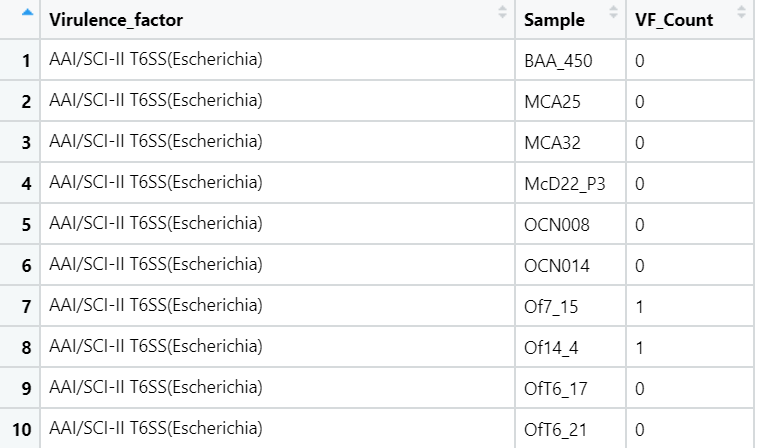 Virulence_factor Sample VF_Count
1 AAI/SCI-II T6SS(Escherichia) BAA_450 0
2 AAI/SCI-II T6SS(Escherichia) MCA25 0
3 AAI/SCI-II T6SS(Escherichia) MCA32 0
4 AAI/SCI-II T6SS(Escherichia) McD22_P3 0
5 AAI/SCI-II T6SS(Escherichia) OCN008 0
6 AAI/SCI-II T6SS(Escherichia) OCN014 0
7 AAI/SCI-II T6SS(Escherichia) Of7_15 1
8 AAI/SCI-II T6SS(Escherichia) Of14_4 1
9 AAI/SCI-II T6SS(Escherichia) OfT6_17 0
10 AAI/SCI-II T6SS(Escherichia) OfT6_21 0